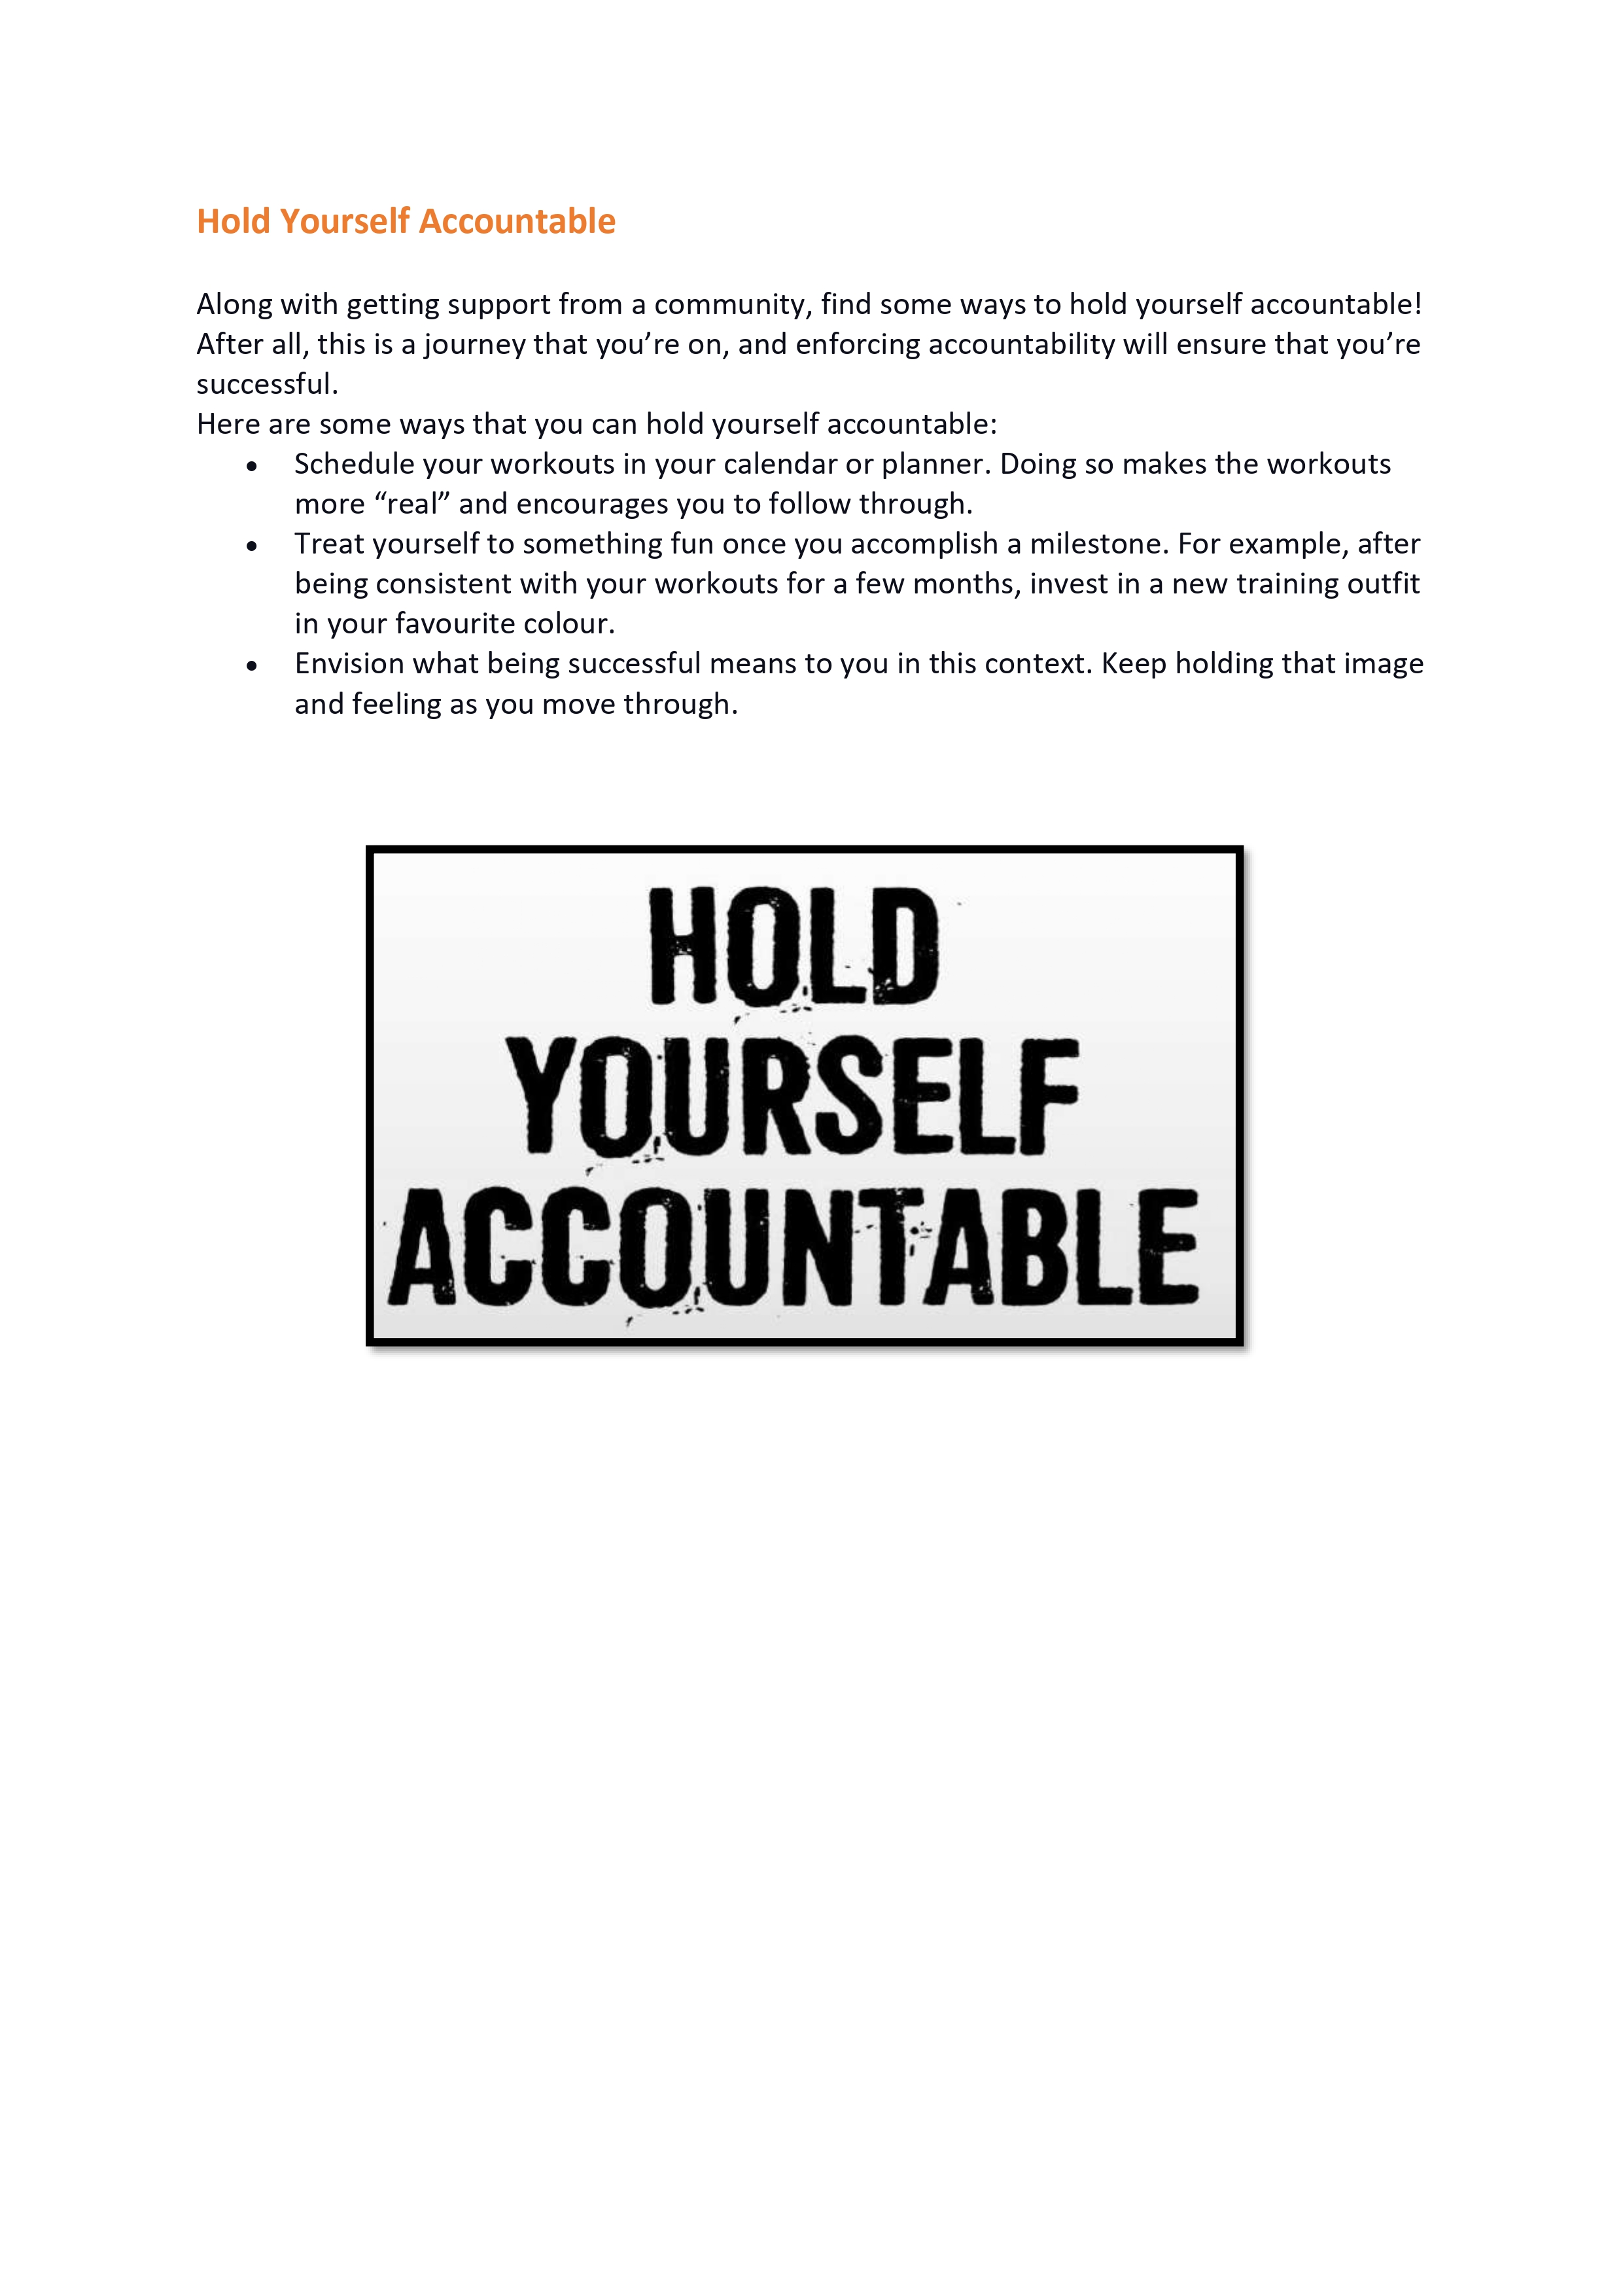 Hold Yourself Accountable
Along with getting support from a community, find some ways to hold yourself accountable!
After all, this is a journey that you’re on, and enforcing accountability will ensure that you’re
successful.
Here are some ways that you can hold yourself accountable:
• Schedule your workouts in your calendar or planner. Doing so makes the workouts
more “real” and encourages you to follow through.
• Treat yourself to something fun once you accomplish a milestone. For example, after
being consistent with your workouts for a few months, invest in a new training outfit
in your favourite colour.
• Envision what being successful means to you in this context. Keep holding that image
and feeling as you move through.
HOLD
YOURSELF
ACCOUNTABLE